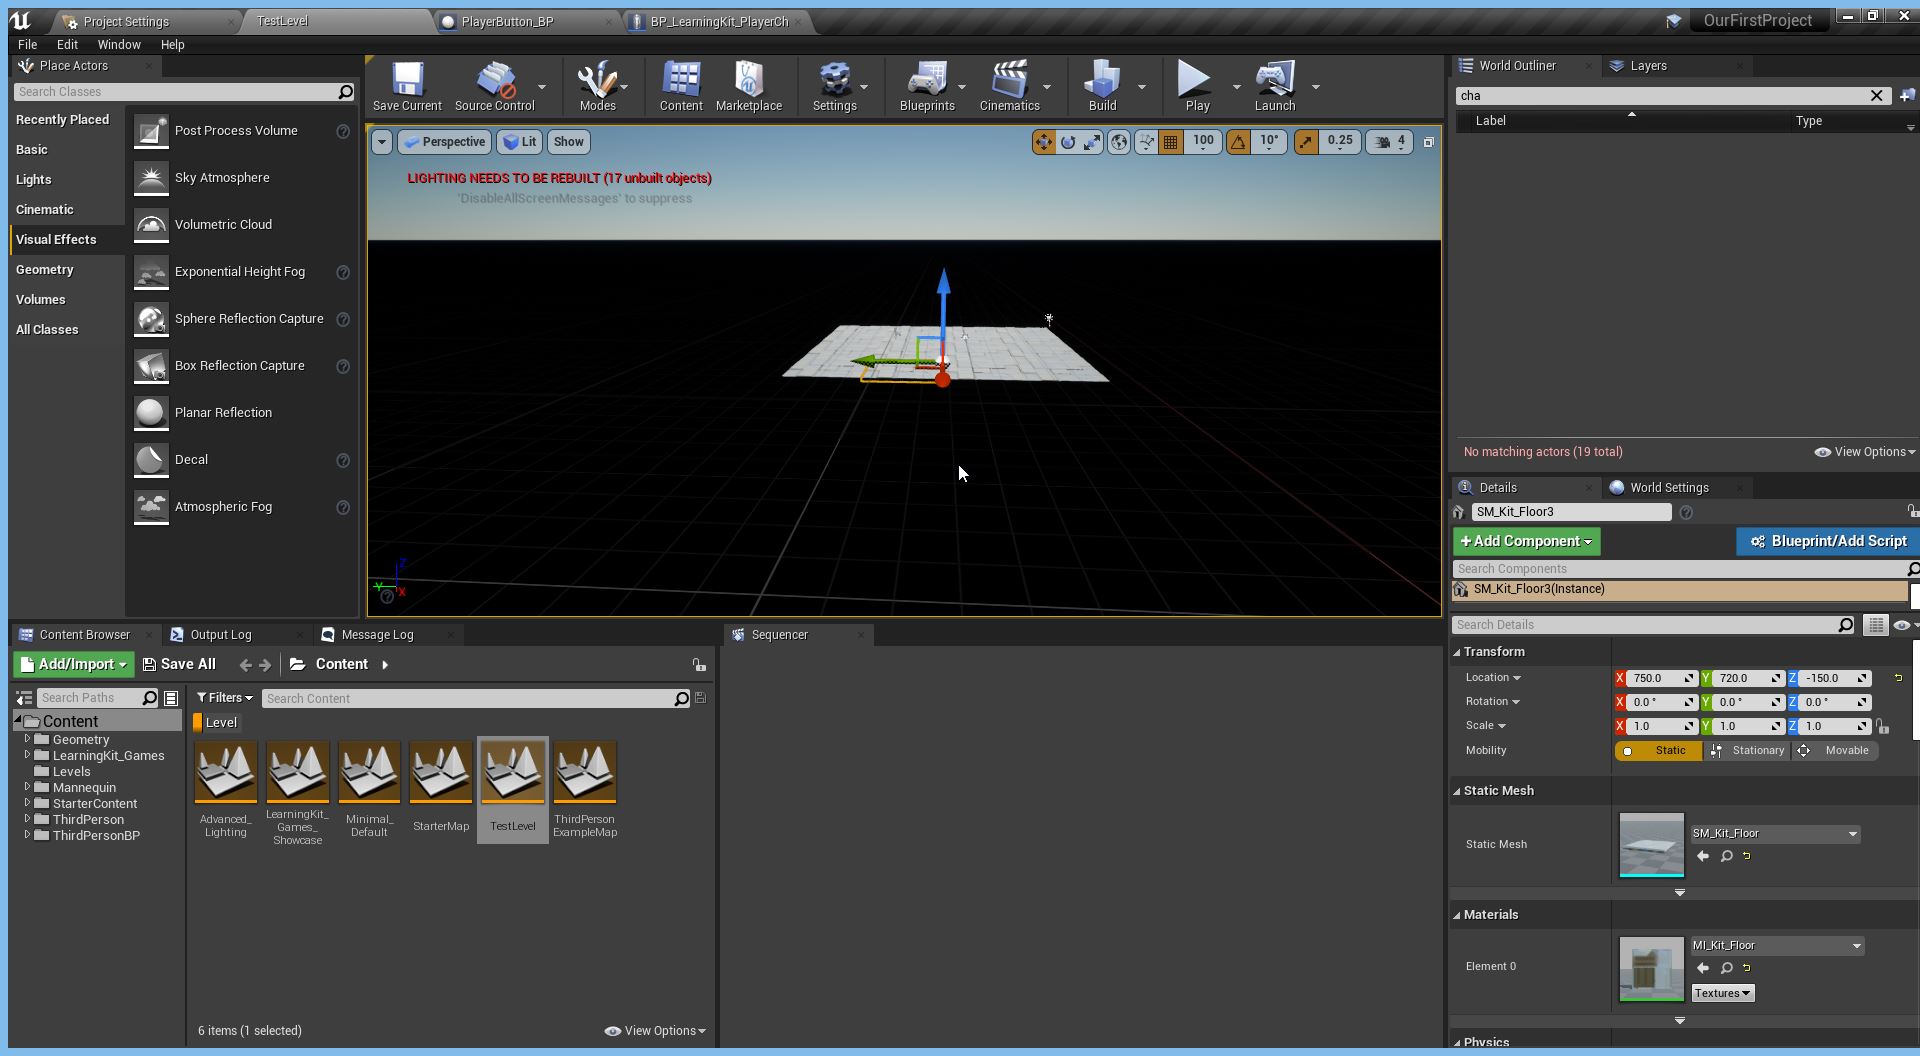 Project Settings
TestLevel
PlayerButton_BP
BP_LearningKit_PlayerCh
OurFirstProject
File Edit Window Help
Place Actors
Search Classes
Recently Placed
Basic
Lights
Cinematic
Visual Effects
Geometry
Volumes
All Classes
Post Process Volume
Sky Atmosphere
Volumetric Cloud
Exponential Height Fog
Sphere Reflection Capture
Box Reflection Capture
Planar Reflection
Decal
Atmospheric Fog
Save Current
Source Control
Modes
Content
Marketplace
Settings
Blueprints
Cinematics
Build
Play
Launch
Perspective
Lit
Show
100
10°
0.25
4
LIGHTING NEEDS TO BE REBUILT (17 unbuilt objects)
'DisableAllScreenMessages' to suppress
Z
Y
X
World Outliner
Layers
cha
Label
Type
No matching actors (19 total)
View Options
Details
World Settings
SM_Kit_Floor3
+Add Component
Blueprint/Add Script
Search Components
SM_Kit_Floor3(Instance)
Search Details
Transform
Location X 750.0 Y 720.0 Z -150.0
Rotation X 0.0 ° Y 0.0 ° Z 0.0 °
Scale X 1.0 Y 1.0 Z 1.0
Mobility Static Stationary Movable
Static Mesh
Static Mesh
SM_Kit_Floor
Materials
Element 0
MI_Kit_Floor
Textures
Physics
Content Browser
Output Log
Message Log
Sequencer
Add/Import
Save All
Content
Search Paths
Filters
Search Content
Level
Content
Geometry
LearningKit_Games
Levels
Mannequin
StarterContent
ThirdPerson
ThirdPersonBP
Advanced_
Lighting
LearningKit_
Games_
Showcase
Minimal_
Default
StarterMap
TestLevel
ThirdPerson
ExampleMap
6 items (1 selected)
View Options